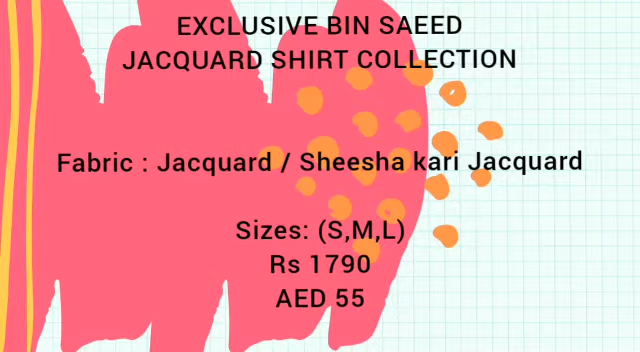 EXCLUSIVE BIN SAEED
JACQUARD SHIRT COLLECTION
Fabric : Jacquard / Sheesha kari Jacquard
Sizes: (S,M,L)
Rs 1790
AED 55